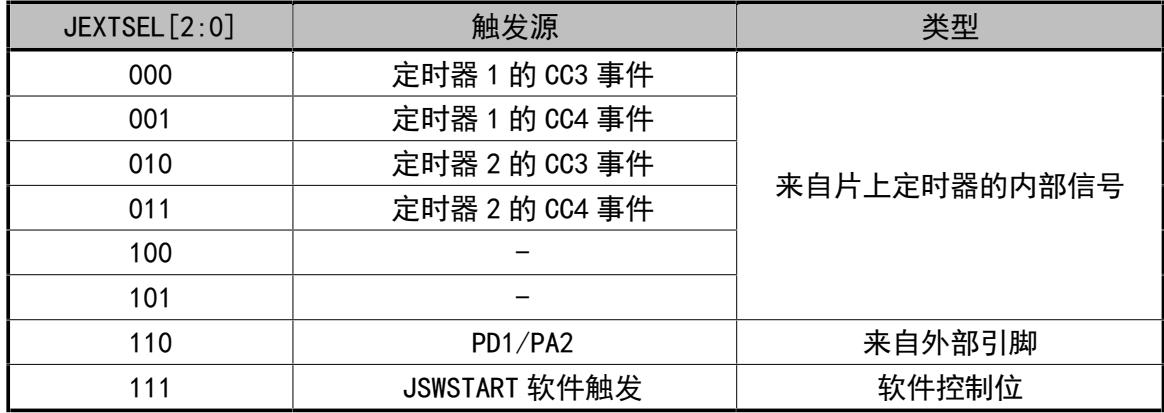 JEXTSEL[2:0] 触发源 类型
000 定时器 1 的 CC3 事件
001 定时器 1 的 CC4 事件
010 定时器 2 的 CC3 事件
011 定时器 2 的 CC4 事件
来自片上定时器的内部信号
100 -
101 -
110 PD1/PA2 来自外部引脚
111 JSWSTART 软件触发 软件控制位